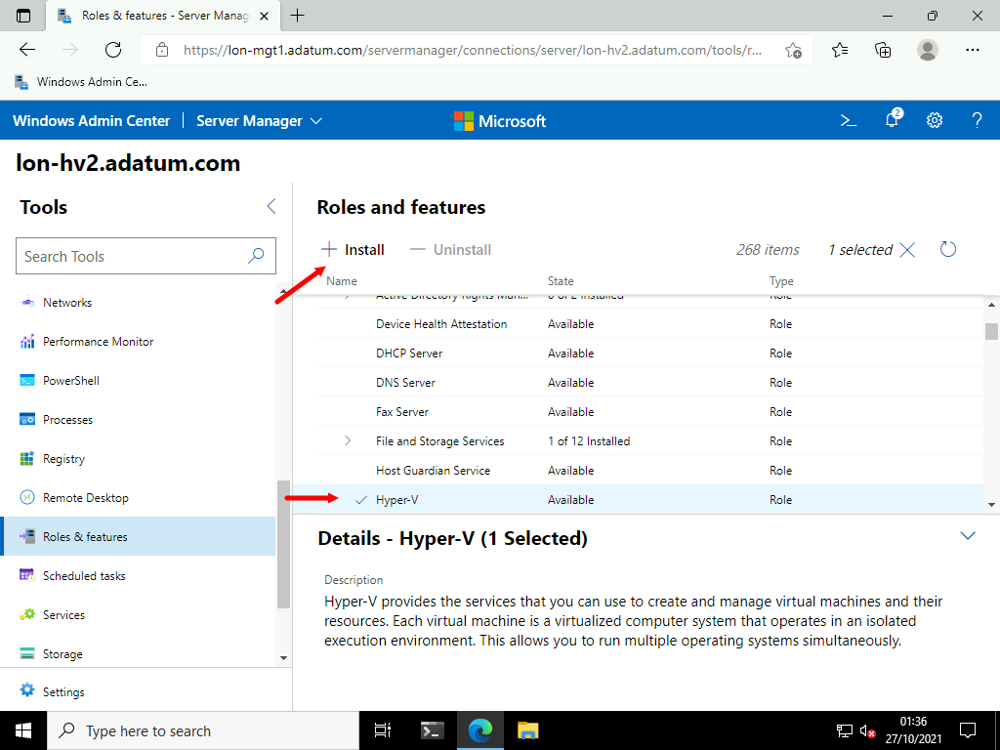 Roles & features - Server Manag
https://lon-mgt1.adatum.com/servermanager/connections/server/lon-hv2.adatum.com/tools/r...
Windows Admin Ce...
Windows Admin Center
Server Manager
Microsoft
2
?
lon-hv2.adatum.com
Tools
Search Tools
Networks
Performance Monitor
PowerShell
Processes
Registry
Remote Desktop
Roles & features
Scheduled tasks
Services
Storage
Settings
Roles and features
Install
Uninstall
268 items
1 selected
Name State Type
Active Directory Rights Man... 0 of 2 Installed Role
Device Health Attestation Available Role
DHCP Server Available Role
DNS Server Available Role
Fax Server Available Role
File and Storage Services 1 of 12 Installed Role
Host Guardian Service Available Role
Hyper-V Available Role
Details - Hyper-V (1 Selected)
Description
Hyper-V provides the services that you can use to create and manage virtual machines and their
resources. Each virtual machine is a virtualized computer system that operates in an isolated
execution environment. This allows you to run multiple operating systems simultaneously.
Type here to search
01:36
27/10/2021